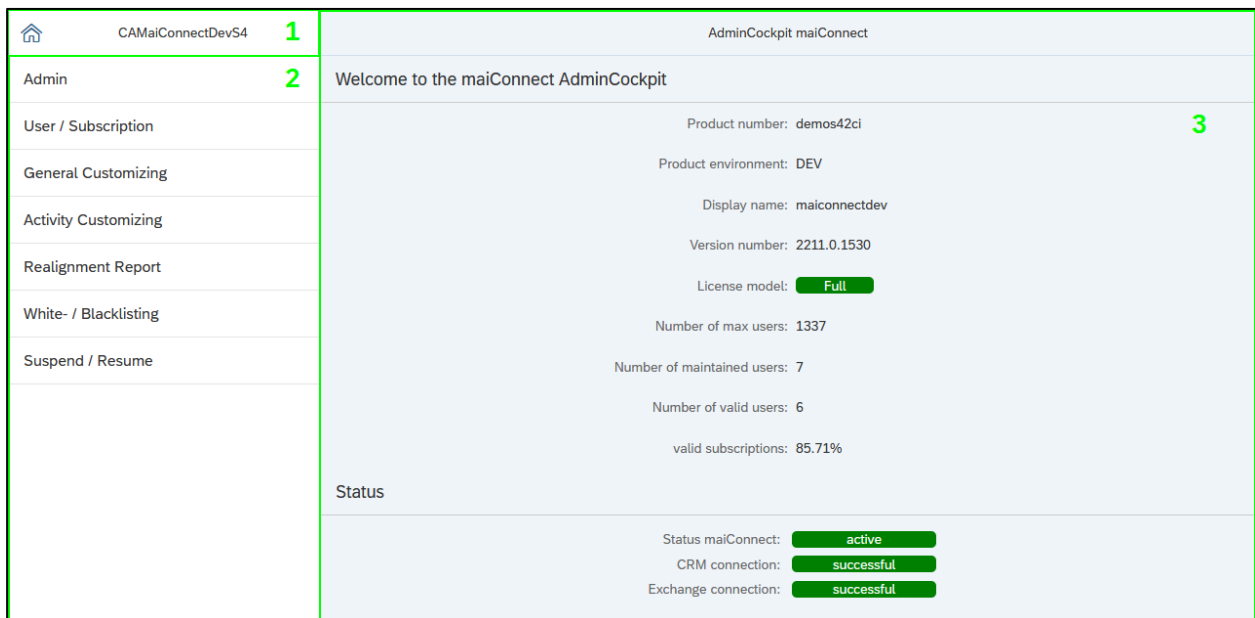 CAMaiConnectDevS4 1
AdminCockpit maiConnect
Admin 2
User / Subscription
General Customizing
Activity Customizing
Realignment Report
White- / Blacklisting
Suspend / Resume
Welcome to the maiConnect AdminCockpit
3
Product number: demos42ci
Product environment: DEV
Display name: maiconnectdev
Version number: 2211.0.1530
License model: Full
Number of max users: 1337
Number of maintained users: 7
Number of valid users: 6
valid subscriptions: 85.71%
Status
Status maiConnect: active
CRM connection: successful
Exchange connection: successful